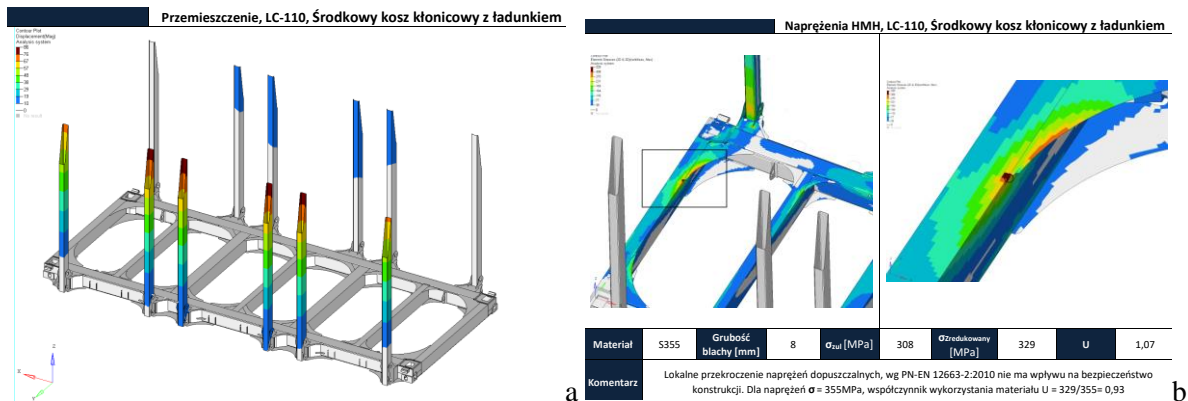 Przemieszczenie, LC-110, Środkowy kosz kłonicowy z ładunkiem
Contour Plot
Displacement(Mag)
Analysis system
a
Naprężenia HMH, LC-110, Środkowy kosz kłonicowy z ładunkiem
Contour Plot
Materiał S355 Grubość blachy [mm] 8 σzul [MPa] 308 σZredukowany [MPa] 329 U 1,07
Komentarz Lokalne przekroczenie naprężeń dopuszczalnych, wg PN-EN 12663-2:2010 nie ma wpływu na bezpieczeństwo
konstrukcji. Dla naprężeń σ = 355MPa, współczynnik wykorzystania materiału U = 329/355= 0,93
b